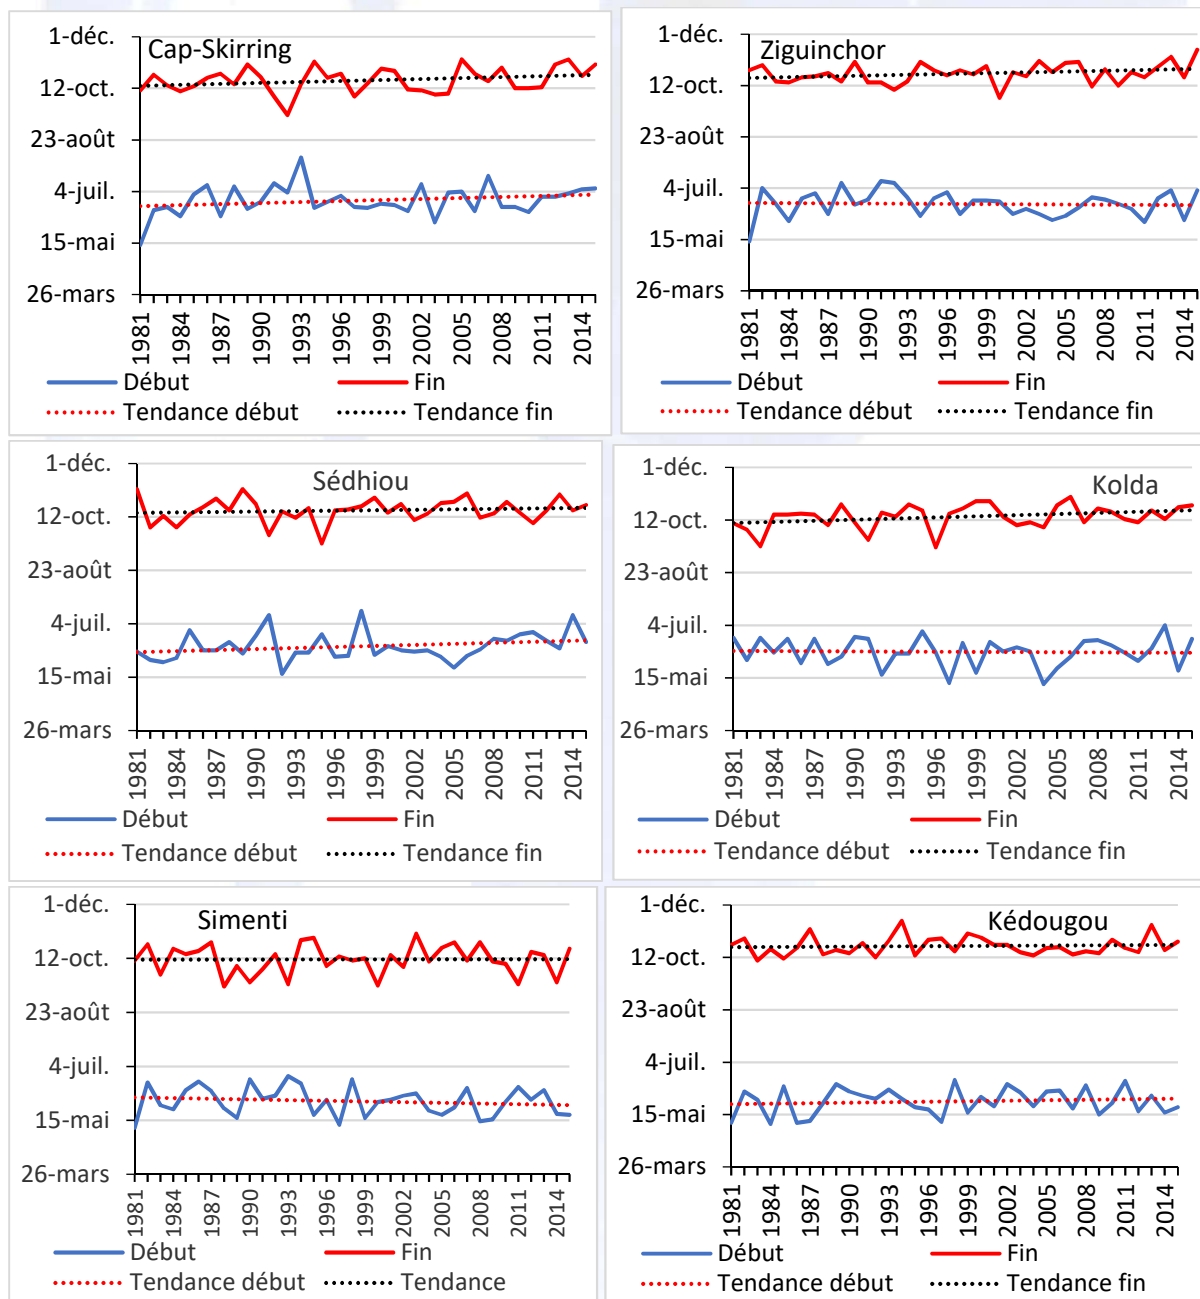 Cap-Skirring
1-déc.
12-oct.
23-août
4-juil.
15-mai
26-mars
1981 1984 1987 1990 1993 1996 1999 2002 2005 2008 2011 2014
Début Fin
Tendance début Tendance fin
Ziguinchor
1-déc.
12-oct.
23-août
4-juil.
15-mai
26-mars
1981 1984 1987 1990 1993 1996 1999 2002 2005 2008 2011 2014
Début Fin
Tendance début Tendance fin
Sédhiou
1-déc.
12-oct.
23-août
4-juil.
15-mai
26-mars
1981 1984 1987 1990 1993 1996 1999 2002 2005 2008 2011 2014
Début Fin
Tendance début Tendance fin
Kolda
1-déc.
12-oct.
23-août
4-juil.
15-mai
26-mars
1981 1984 1987 1990 1993 1996 1999 2002 2005 2008 2011 2014
Début Fin
Tendance début Tendance fin
Simenti
1-déc.
12-oct.
23-août
4-juil.
15-mai
26-mars
1981 1984 1987 1990 1993 1996 1999 2002 2005 2008 2011 2014
Début Fin
Tendance début Tendance
Kédougou
1-déc.
12-oct.
23-août
4-juil.
15-mai
26-mars
1981 1984 1987 1990 1993 1996 1999 2002 2005 2008 2011 2014
Début Fin
Tendance début Tendance fin